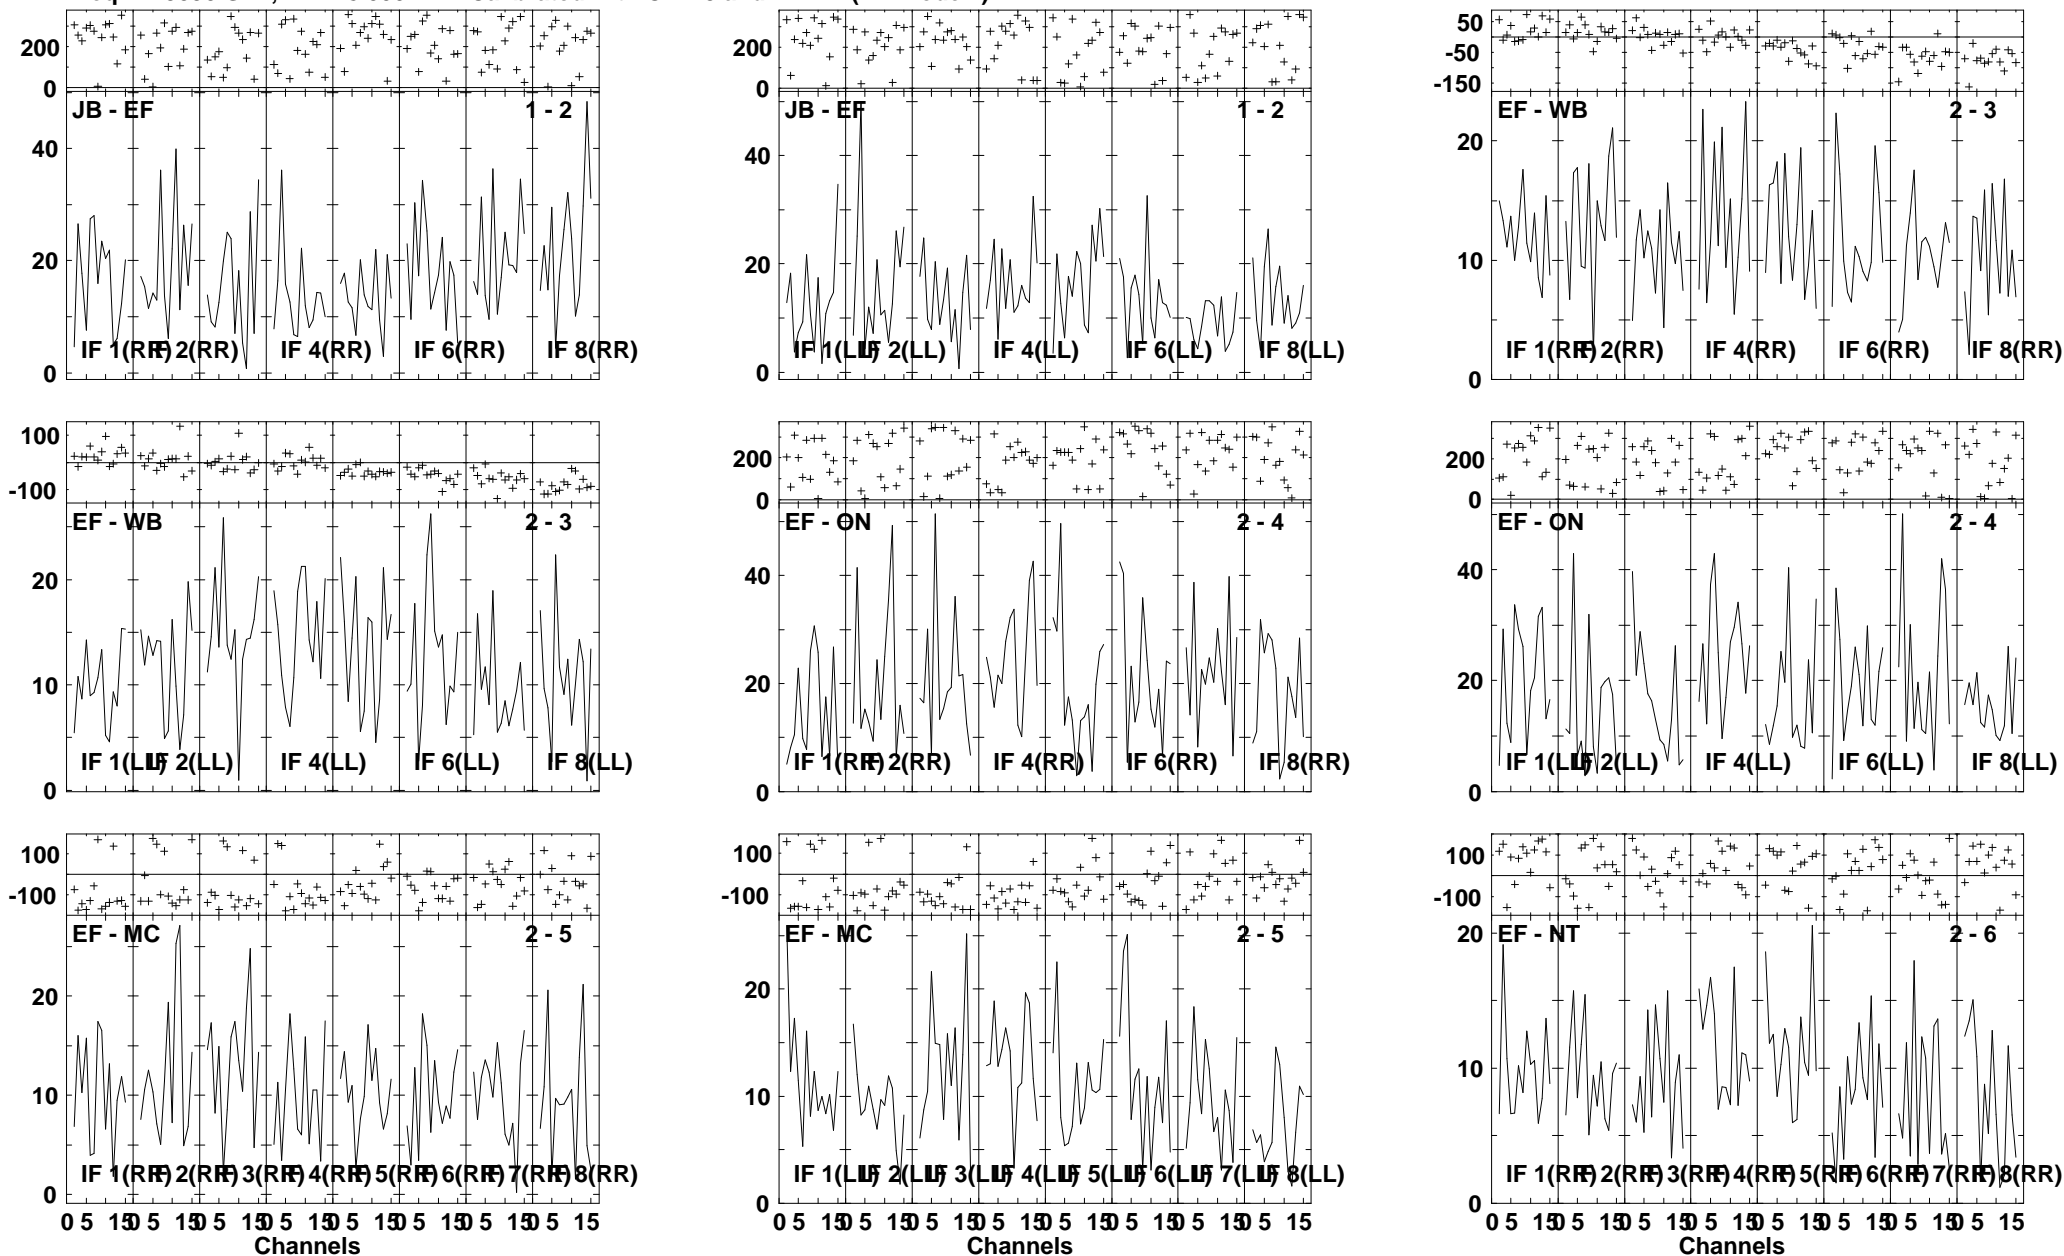 200
0
200
0
50
-50
-150
JB - EF 1 - 2
JB - EF 1 - 2
EF - WB 2 - 3
40
20
0
40
20
0
20
10
0
IF 1(RR) IF 2(RR) IF 4(RR) IF 6(RR) IF 8(RR)
IF 1(LL) IF 2(LL) IF 4(LL) IF 6(LL) IF 8(LL)
IF 1(RR) IF 2(RR) IF 4(RR) IF 6(RR) IF 8(RR)
100
-100
200
0
200
0
EF - WB 2 - 3
EF - ON 2 - 4
EF - ON 2 - 4
20
10
0
40
20
0
40
20
0
IF 1(LL) IF 2(LL) IF 4(LL) IF 6(LL) IF 8(LL)
IF 1(RR) IF 2(RR) IF 4(RR) IF 6(RR) IF 8(RR)
IF 1(LL) IF 2(LL) IF 4(LL) IF 6(LL) IF 8(LL)
100
-100
100
-100
100
-100
EF - MC 2 - 5
EF - MC 2 - 5
EF - NT 2 - 6
20
10
0
20
10
0
20
10
0
IF 1(RR) IF 2(RR) IF 3(RR) IF 4(RR) IF 5(RR) IF 6(RR) IF 7(RR) IF 8(RR)
IF 1(LL) IF 2(LL) IF 3(LL) IF 4(LL) IF 5(LL) IF 6(LL) IF 7(LL) IF 8(LL)
IF 1(RR) IF 2(RR) IF 3(RR) IF 4(RR) IF 5(RR) IF 6(RR) IF 7(RR) IF 8(RR)
0 5 15 0 5 15 0 5 15 0 5 15 0 5 15 0 5 15 0 5 15 0 5 15
0 5 15 0 5 15 0 5 15 0 5 15 0 5 15 0 5 15 0 5 15 0 5 15
0 5 15 0 5 15 0 5 15 0 5 15 0 5 15 0 5 15 0 5 15 0 5 15
Channels
Channels
Channels